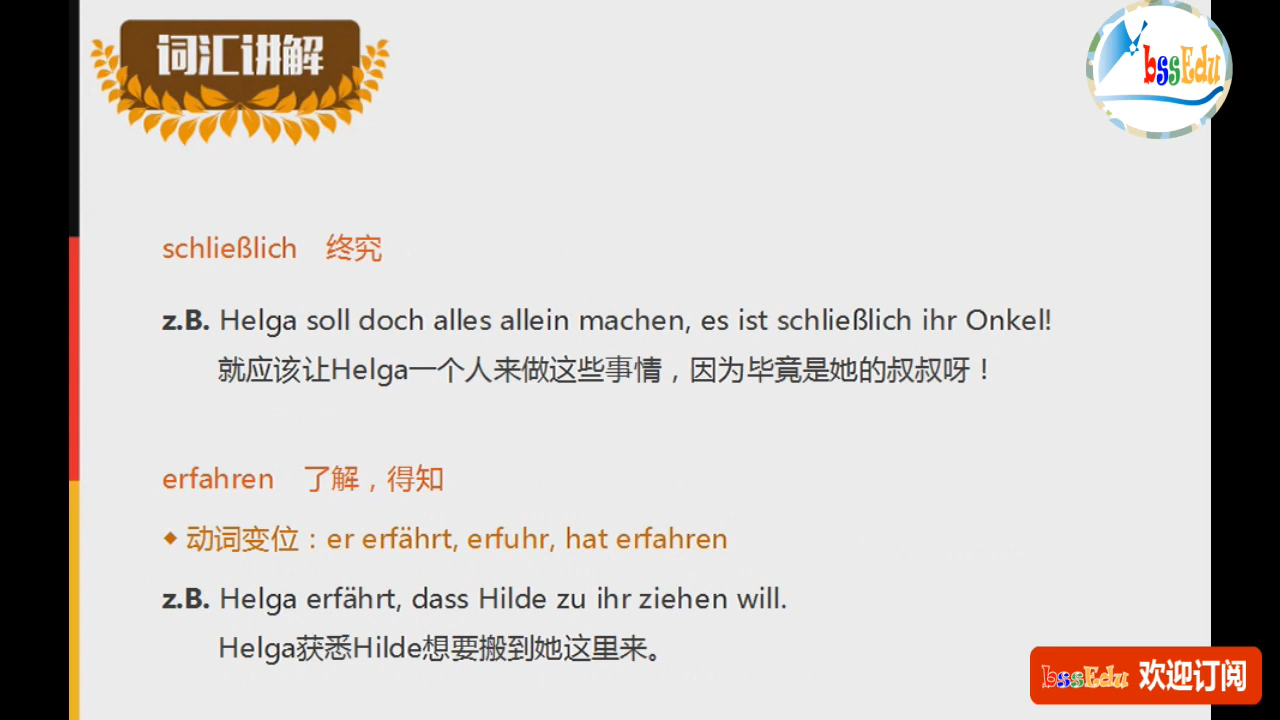 词汇讲解
bssEdu
schließlich 终究
z.B. Helga soll doch alles allein machen, es ist schließlich ihr Onkel!
就应该让Helga一个人来做这些事情，因为毕竟是她的叔叔呀！
erfahren 了解，得知
◆ 动词变位：er erfährt, erfuhr, hat erfahren
z.B. Helga erfährt, dass Hilde zu ihr ziehen will.
Helga获悉Hilde想要搬到她这里来。
bssEdu 欢迎订阅